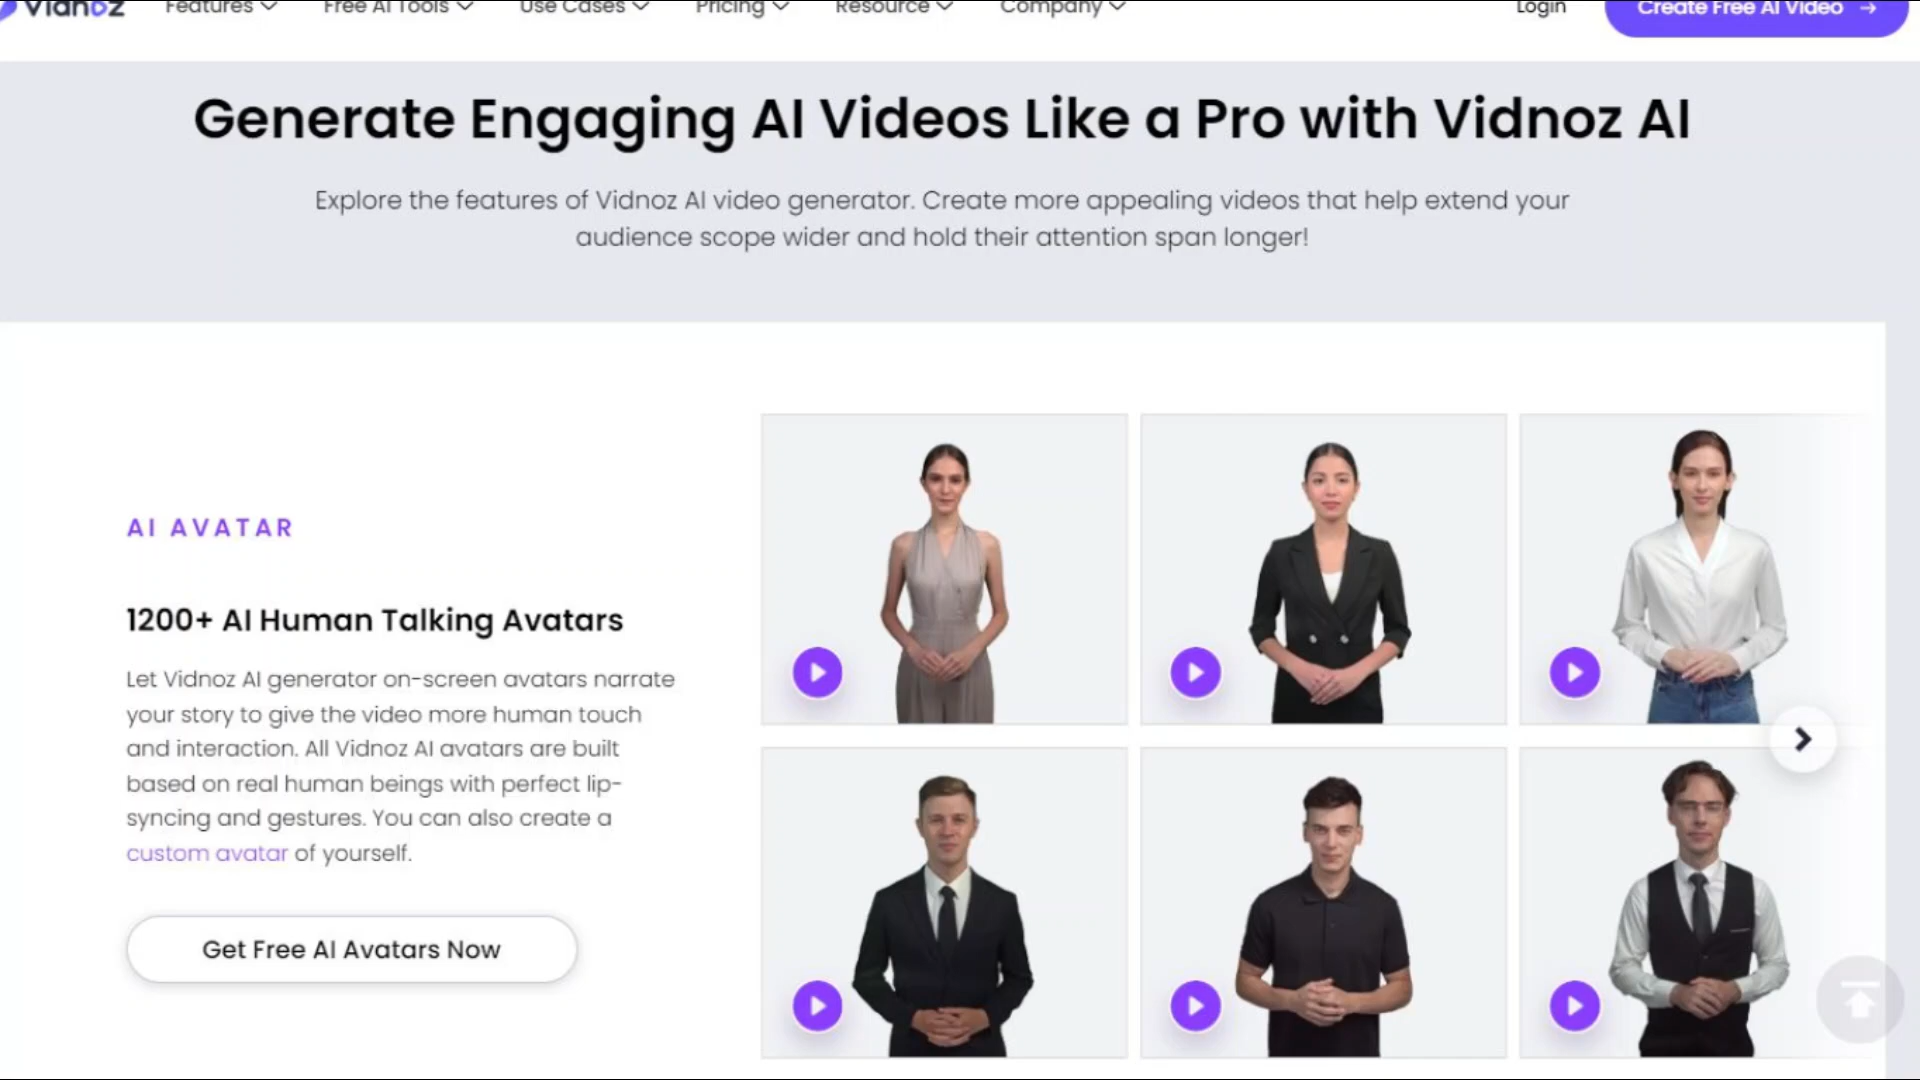 Vidnoz Features Free AI Tools Use Cases Pricing Resource Company Login Create Free AI Video →
Generate Engaging AI Videos Like a Pro with Vidnoz AI
Explore the features of Vidnoz AI video generator. Create more appealing videos that help extend your
audience scope wider and hold their attention span longer!
AI AVATAR
1200+ AI Human Talking Avatars
Let Vidnoz AI generator on-screen avatars narrate
your story to give the video more human touch
and interaction. All Vidnoz AI avatars are built
based on real human beings with perfect lip-
syncing and gestures. You can also create a
custom avatar of yourself.
Get Free AI Avatars Now